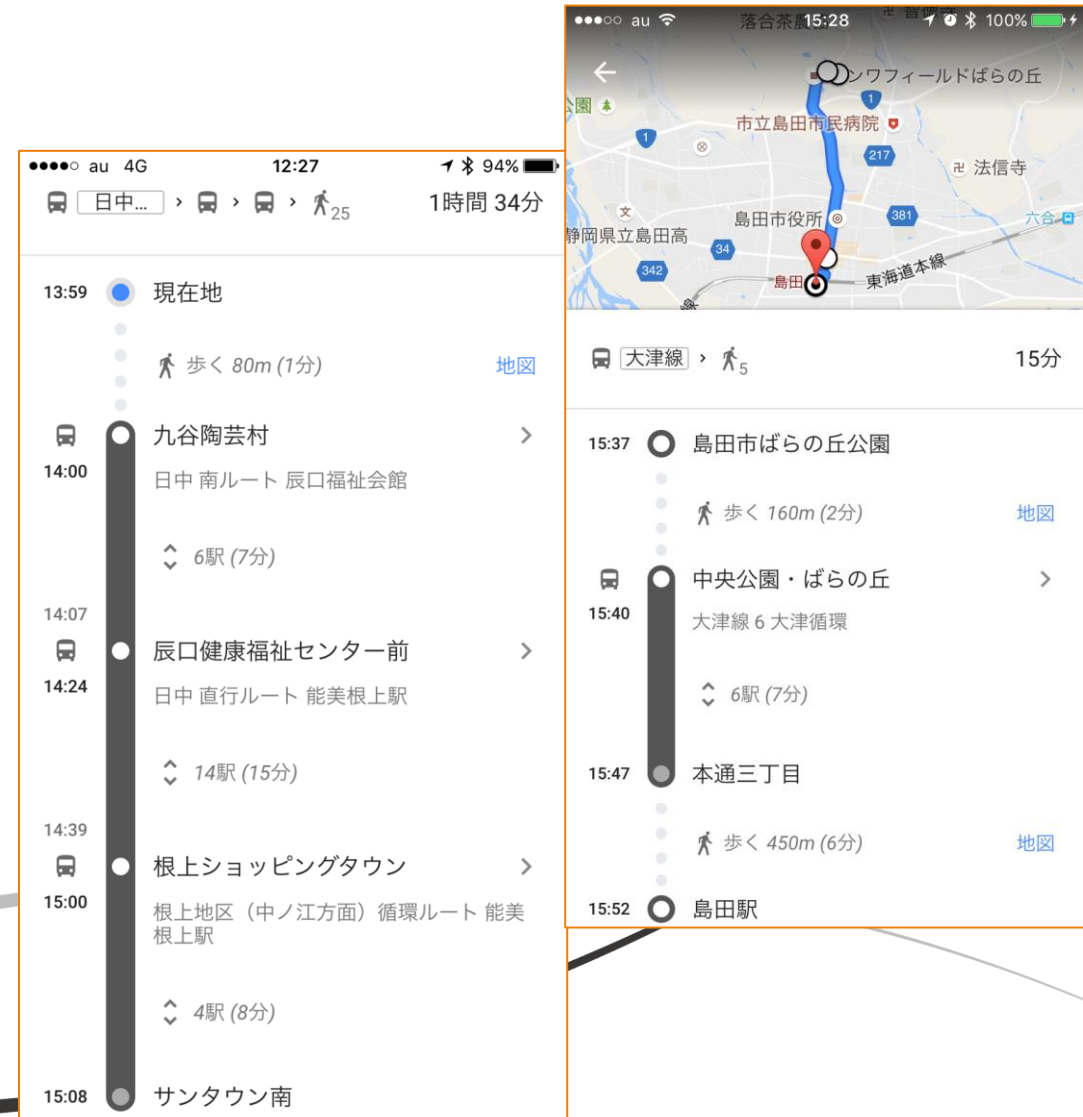 au 4G 12:27 94%
日中... 25 1時間 34分
13:59 現在地
歩く 80m (1分) 地図
九谷陶芸村
14:00
日中 南ルート 辰口福祉会館
6駅 (7分)
14:07
辰口健康福祉センター前
14:24
日中 直行ルート 能美根上駅
14駅 (15分)
14:39
根上ショッピングタウン
15:00
根上地区（中ノ江方面）循環ルート 能美
根上駅
4駅 (8分)
15:08 サンタウン南
au 15:28 100%
落合茶
ンワフィールドばらの丘
公園
1
市立島田市民病院
1
217
法信寺
島田市役所
381
六合
静岡県立島田高
34
342
島田
東海道本線
大津線 5 15分
15:37 島田市ばらの丘公園
歩く 160m (2分) 地図
中央公園・ばらの丘
15:40
大津線 6 大津循環
6駅 (7分)
15:47 本通三丁目
歩く 450m (6分) 地図
15:52 島田駅